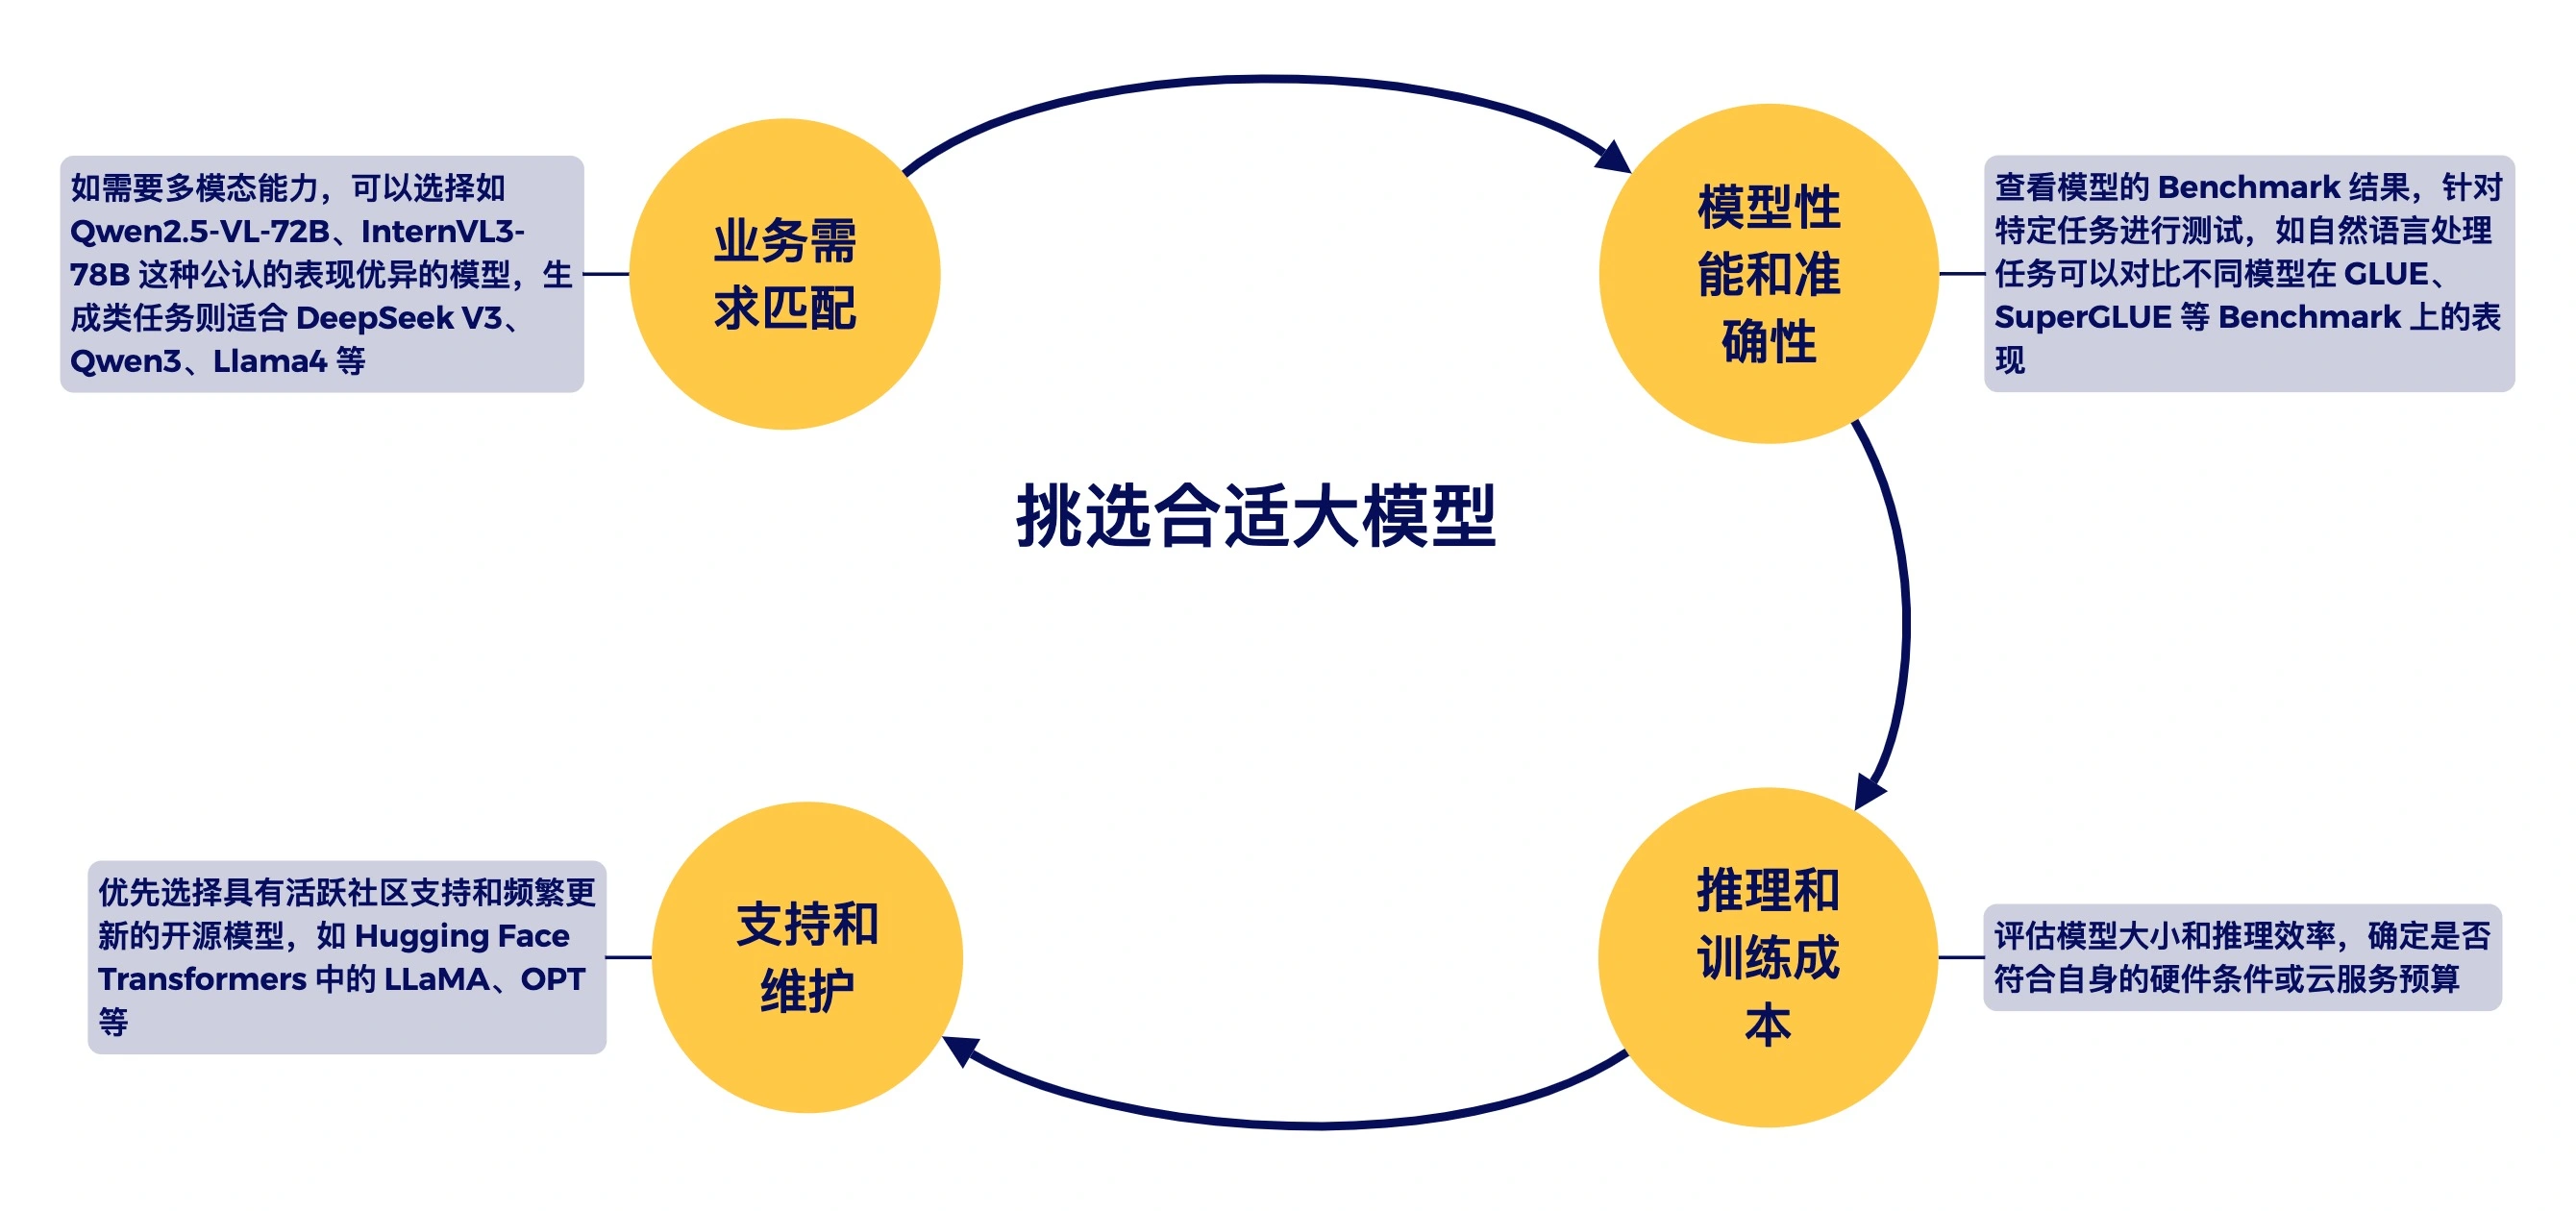 如需要多模态能力，可以选择如
Qwen2.5-VL-72B、InternVL3-
78B 这种公认的表现优异的模型，生
成类任务则适合 DeepSeek V3、
Qwen3、Llama4 等
业务需
求匹配
模型性
能和准
确性
查看模型的 Benchmark 结果，针对
特定任务进行测试，如自然语言处理
任务可以对比不同模型在 GLUE、
SuperGLUE 等 Benchmark 上的表
现
挑选合适大模型
优先选择具有活跃社区支持和频繁更
新的开源模型，如 Hugging Face
Transformers 中的 LLaMA、OPT
等
支持和
维护
推理和
训练成
本
评估模型大小和推理效率，确定是否
符合自身的硬件条件或云服务预算